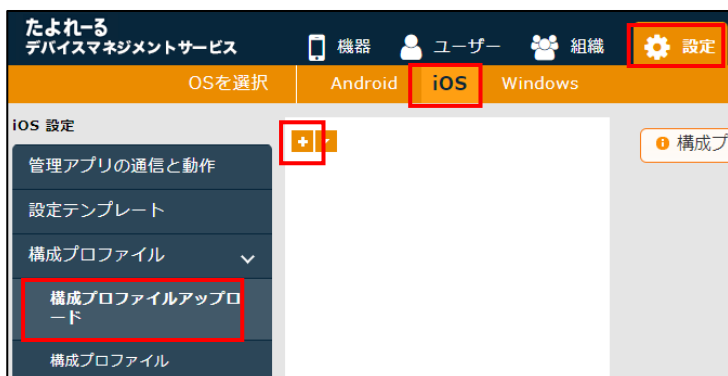 たよれーる
デバイスマネジメントサービス
機器 ユーザー 組織 設定
OSを選択 Android iOS Windows
iOS 設定
管理アプリの通信と動作
構成プ
設定テンプレート
構成プロファイル
構成プロファイルアップロ
ード
構成プロファイル